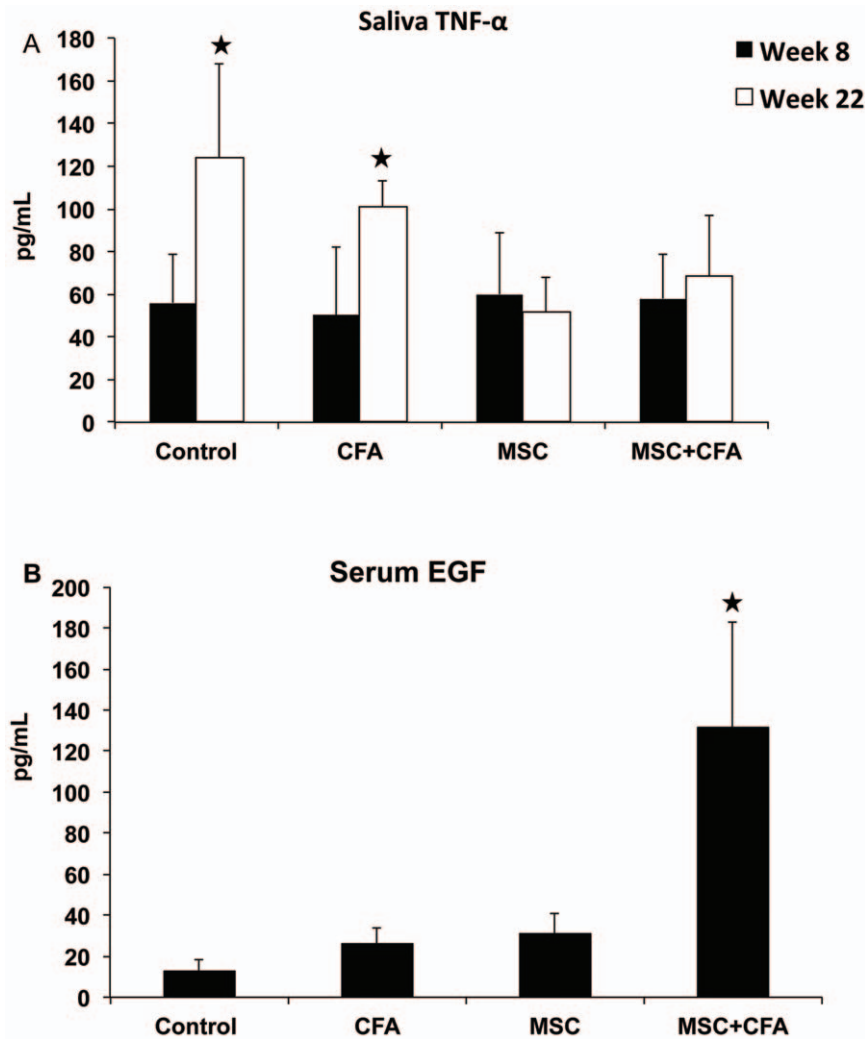 A
Saliva TNF-α
180
160
140
120
100
80
60
40
20
0
pg/mL
★
★
Week 8
Week 22
Control CFA MSC MSC+CFA
B
Serum EGF
200
180
160
140
120
100
80
60
40
20
0
pg/mL
★
Control CFA MSC MSC+CFA